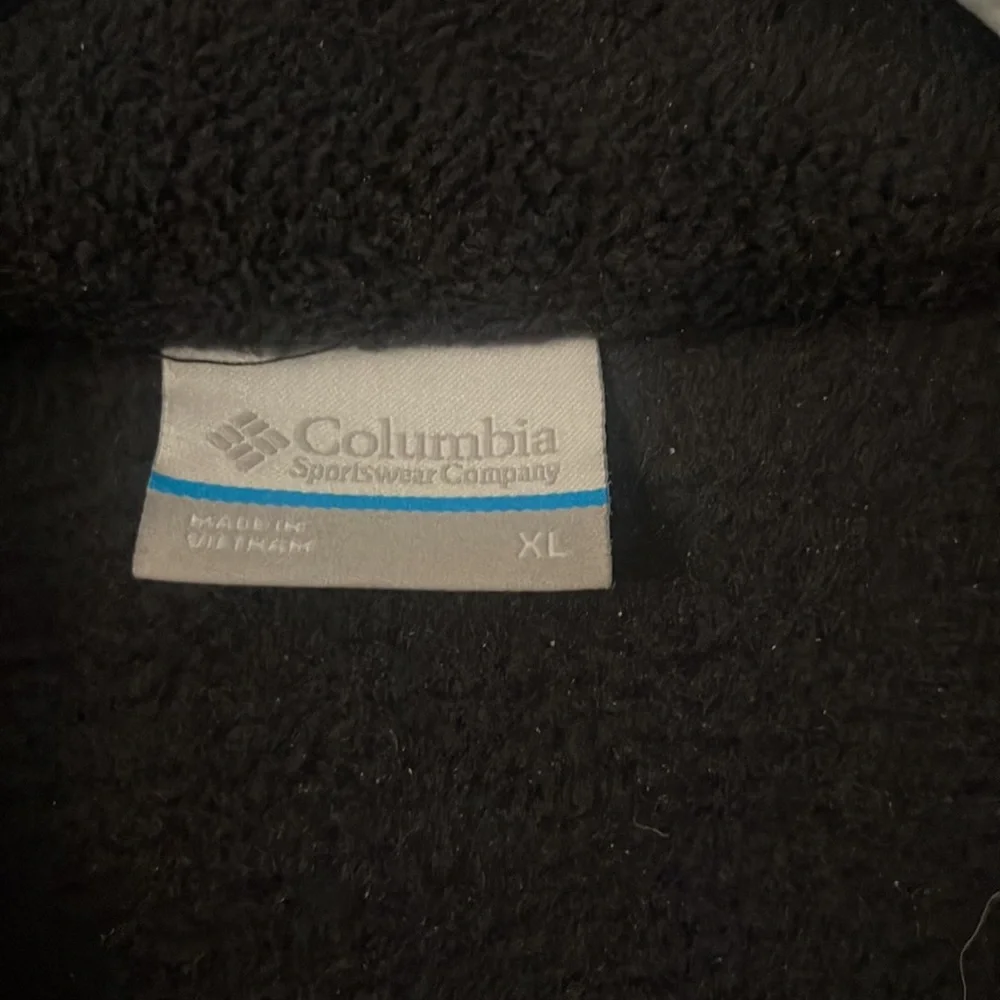 Columbia
Sportswear Company
MADE IN
VIETNAM
XL